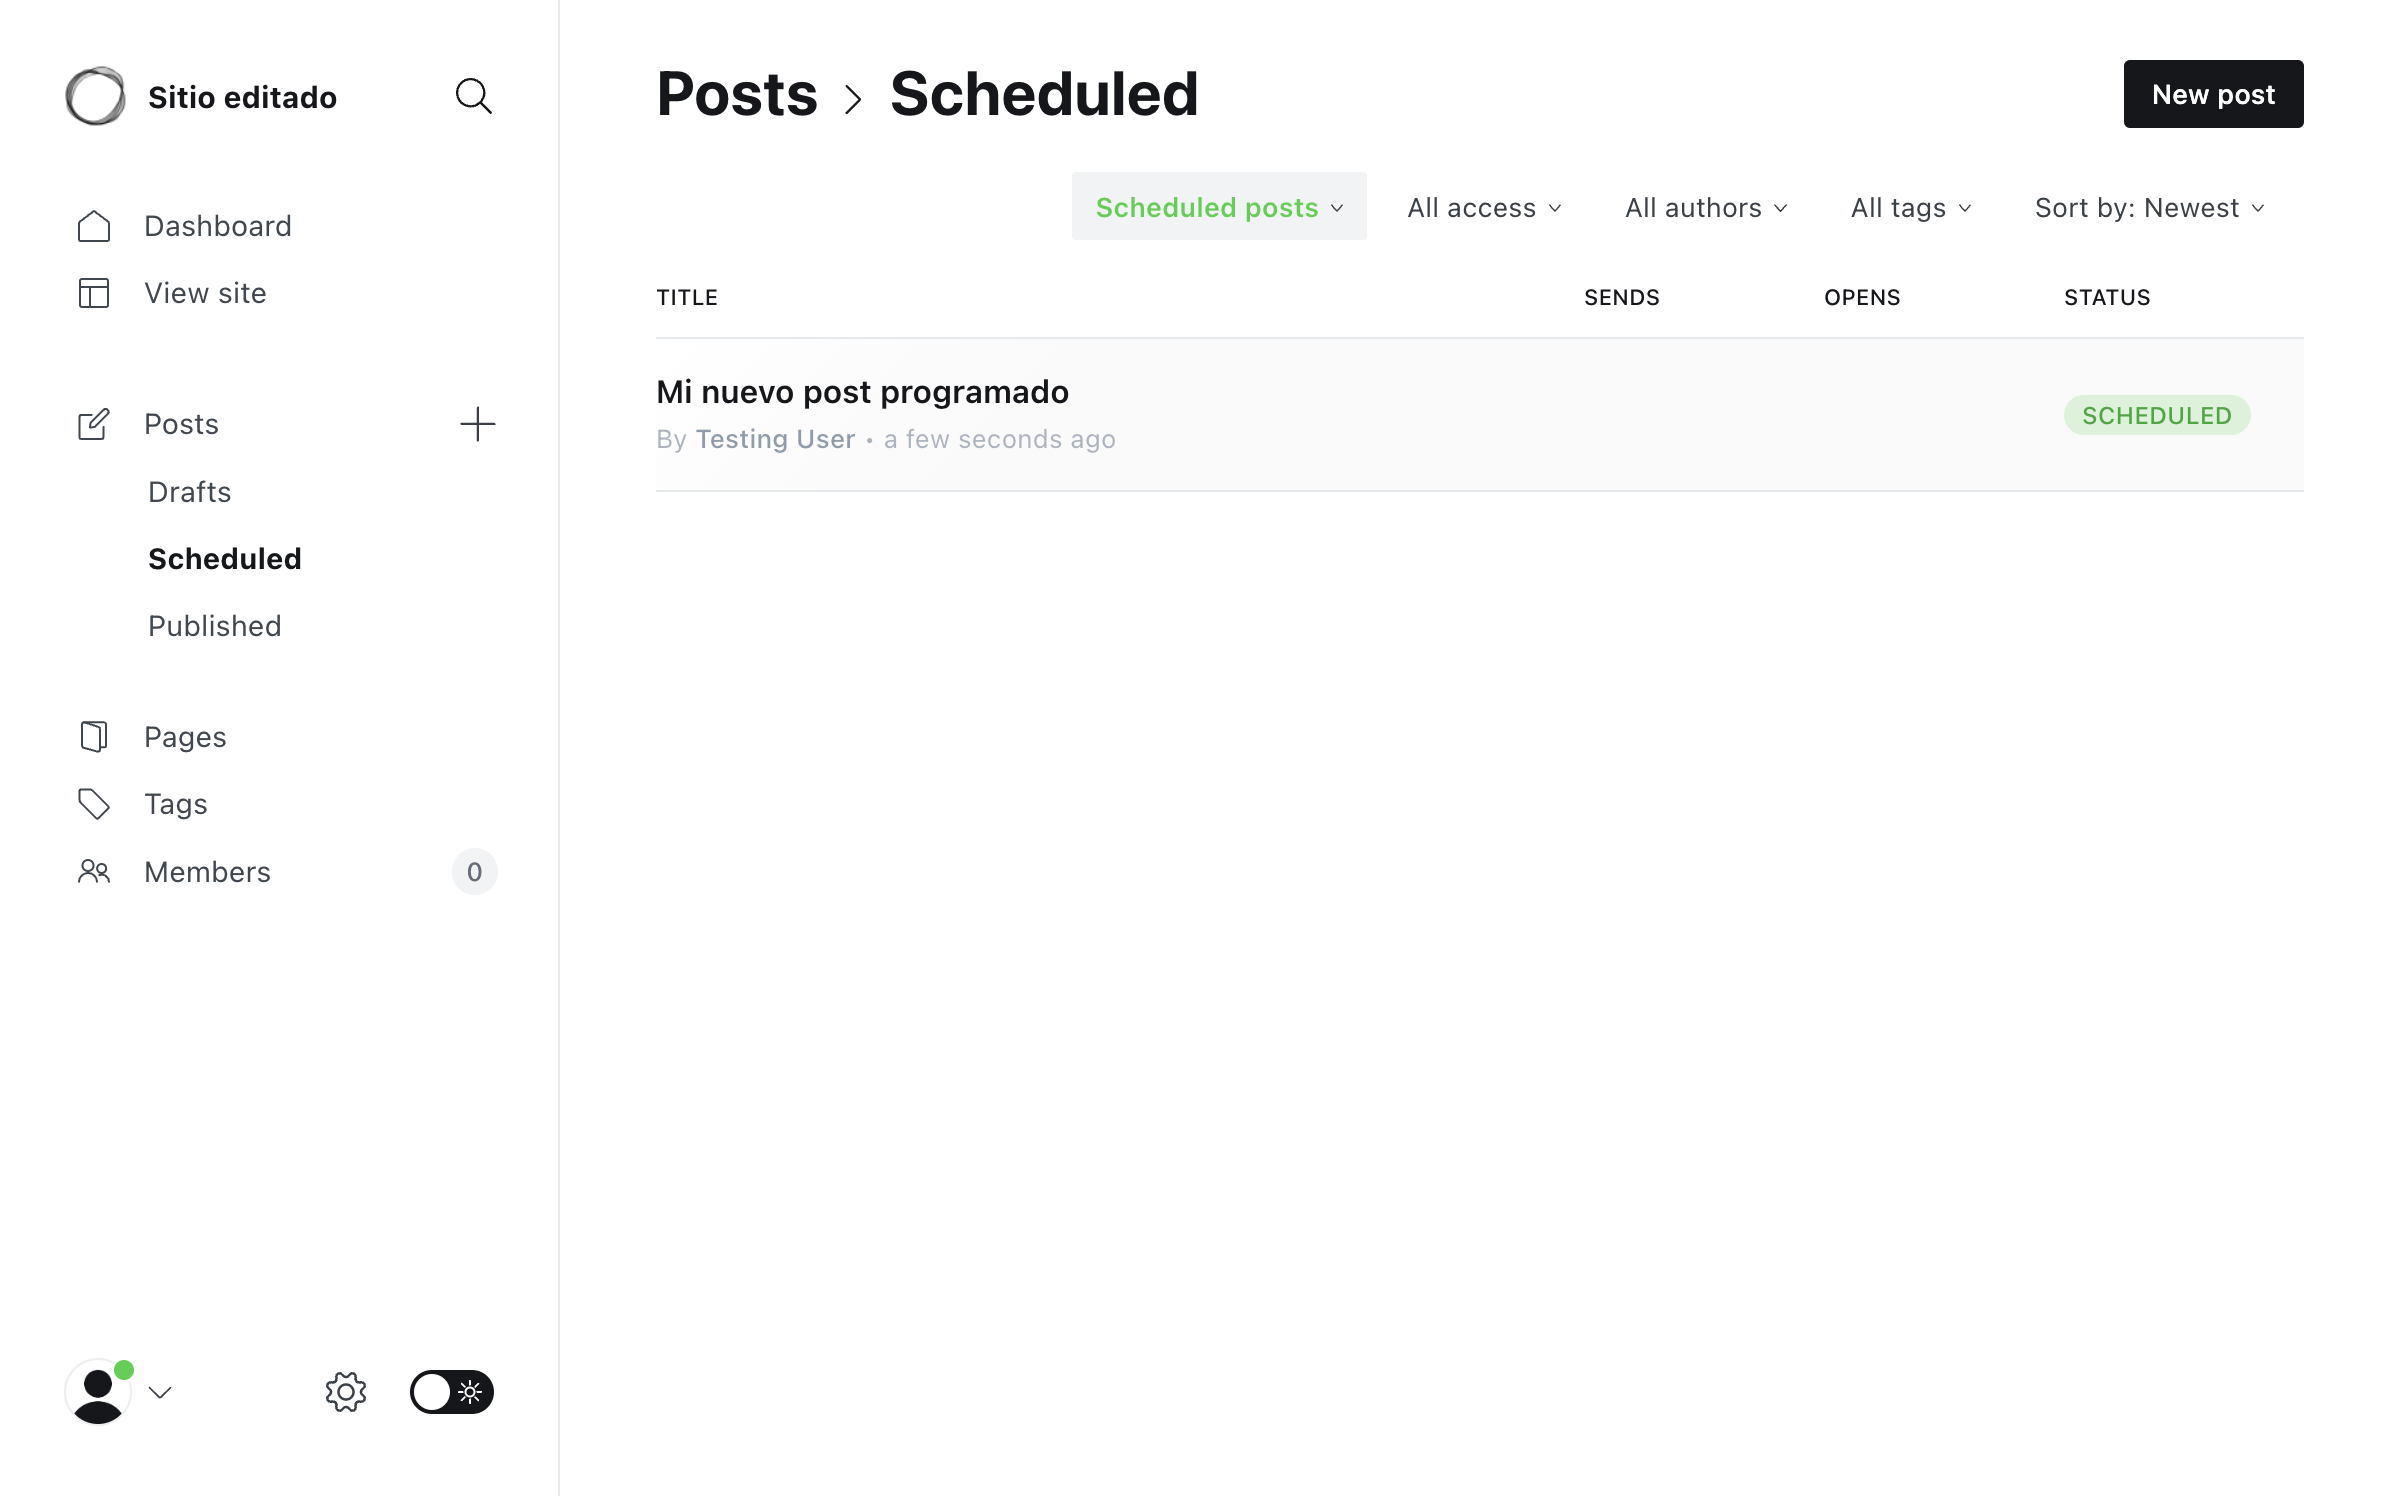 Sitio editado
Dashboard
View site
Posts
Drafts
Scheduled
Published
Pages
Tags
Members 0
Posts > Scheduled
New post
Scheduled posts All access All authors All tags Sort by: Newest
TITLE SENDS OPENS STATUS
Mi nuevo post programado
By Testing User • a few seconds ago
SCHEDULED